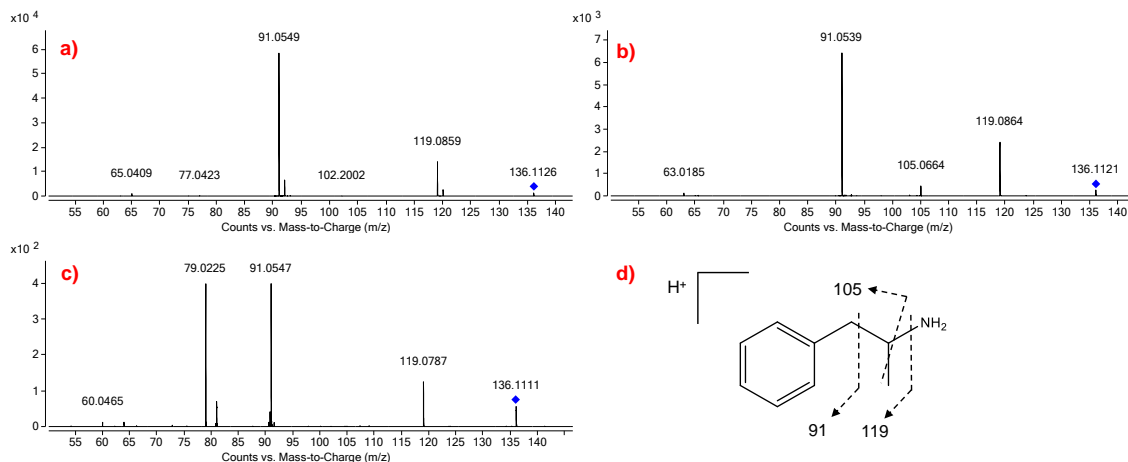 x10 4
a)
91.0549
6
5
4
3
2
119.0859
1
65.0409
77.0423
102.2002
136.1126
0
55 60 65 70 75 80 85 90 95 100 105 110 115 120 125 130 135 140
Counts vs. Mass-to-Charge (m/z)
x10 3
b)
91.0539
7
6
5
4
3
119.0864
2
1
63.0185
105.0664
136.1121
0
55 60 65 70 75 80 85 90 95 100 105 110 115 120 125 130 135 140
Counts vs. Mass-to-Charge (m/z)
x10 2
c)
79.0225 91.0547
4
2
119.0787
136.1111
60.0465
0
55 60 65 70 75 80 85 90 95 100 105 110 115 120 125 130 135 140
Counts vs. Mass-to-Charge (m/z)
d)
H+
105
NH2
91
119